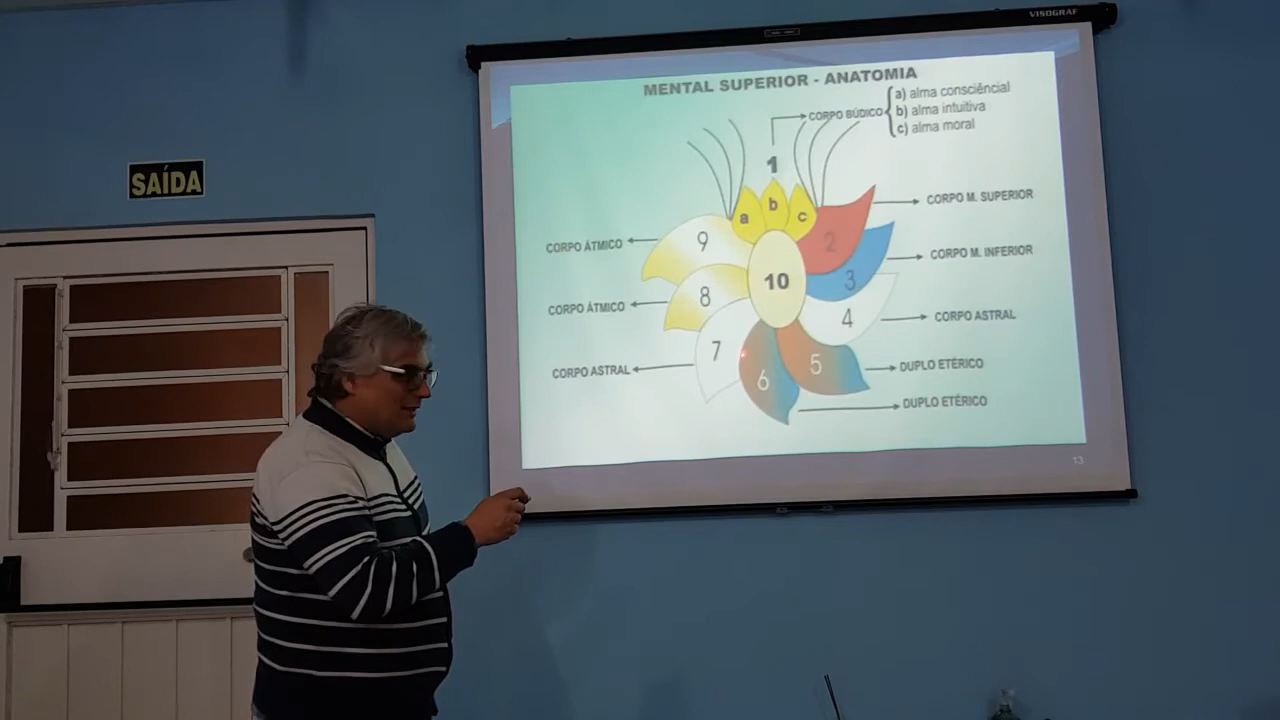 VISOGRAF
MENTAL SUPERIOR - ANATOMIA
a) alma consciêncial
CORPO BÚDICO b) alma intuitiva
c) alma moral
1
SAÍDA
a b c
CORPO M. SUPERIOR
CORPO ÁTMICO 9 2
CORPO M. INFERIOR
10 3
CORPO ÁTMICO 8 4 CORPO ASTRAL
CORPO ASTRAL 7 6 5 DUPLO ETÉRICO
DUPLO ETÉRICO
13